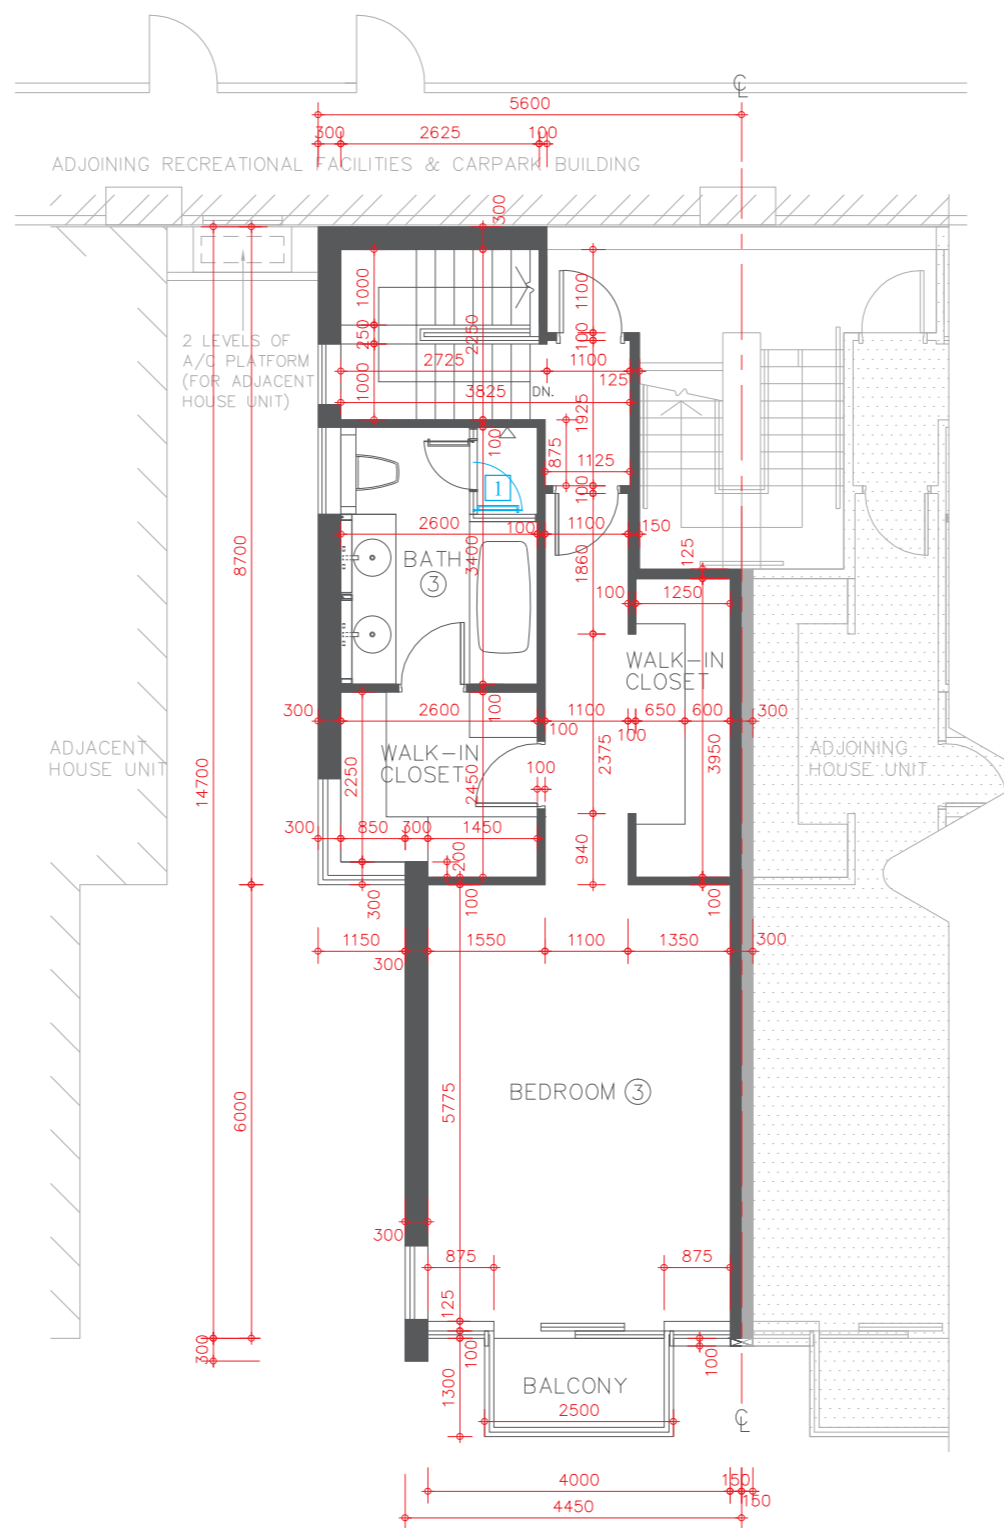 ℄
5600
300 2625 100
ADJOINING RECREATIONAL FACILITIES & CARPARK BUILDING
300
1000
1100
2 LEVELS OF
A/C PLATFORM
(FOR ADJACENT
HOUSE UNIT)
250
2250
100
2725 1100
125
1000
3825 DN.
1925
100
875
1125
1
100
2600 100 1100 150
8700
BATH
3
3400
1860
125
100 1250
WALK-IN
CLOSET
300 2600 100 1100 100 650 600 300
100
ADJACENT
HOUSE UNIT
WALK-IN
CLOSET
ADJOINING
HOUSE UNIT
14700
2250
2450
100
2375
3950
300 850 300 1450
940
200
300
100
100
1150 300 1550 1100 1350 300
6000
5775
BEDROOM 3
300
875 875
125
300
100
100
1300
BALCONY
2500
℄
4000 150
150
4450